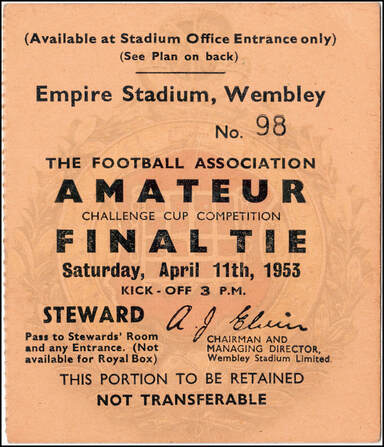 (Available at Stadium Office Entrance only)
(See Plan on back)
Empire Stadium, Wembley
No. 98
THE FOOTBALL ASSOCIATION
AMATEUR
CHALLENGE CUP COMPETITION
FINAL TIE
Saturday, April 11th, 1953
KICK-OFF 3 P.M.
STEWARD
Pass to Stewards' Room
and any Entrance. (Not
available for Royal Box)
A. J. Elvin
CHAIRMAN AND
MANAGING DIRECTOR,
Wembley Stadium Limited.
THIS PORTION TO BE RETAINED
NOT TRANSFERABLE